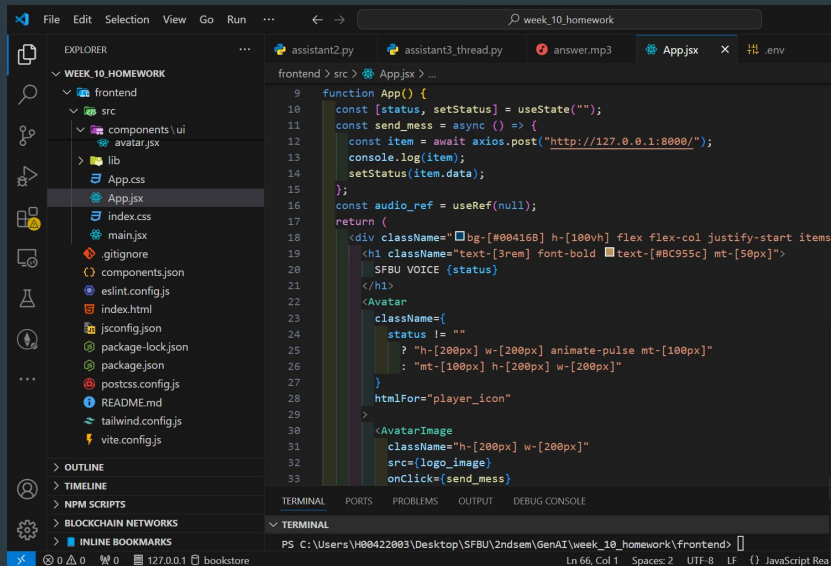 File Edit Selection View Go Run ... week_10_homework
EXPLORER ...
WEEK_10_HOMEWORK
frontend
src
components\ui
avatar.jsx
lib
App.css
App.jsx
index.css
main.jsx
.gitignore
components.json
eslint.config.js
index.html
jsconfig.json
package-lock.json
package.json
postcss.config.js
README.md
tailwind.config.js
vite.config.js
OUTLINE
TIMELINE
NPM SCRIPTS
BLOCKCHAIN NETWORKS
INLINE BOOKMARKS
assistant2.py assistant3_thread.py answer.mp3 App.jsx .env
frontend > src > App.jsx > ...
9 function App() {
10 const [status, setStatus] = useState("");
11 const send_mess = async () => {
12 const item = await axios.post("http://127.0.0.1:8000/");
13 console.log(item);
14 setStatus(item.data);
15 };
16 const audio_ref = useRef(null);
17 return (
18 <div className="bg-[#00416B] h-[100vh] flex flex-col justify-start items
19 <h1 className="text-[3rem] font-bold text-[#BC955c] mt-[50px]">
20 SFBU VOICE {status}
21 </h1>
22 <Avatar
23 className={
24 status != ""
25 ? "h-[200px] w-[200px] animate-pulse mt-[100px]"
26 : "mt-[100px] h-[200px] w-[200px]"
27 }
28 htmlFor="player_icon"
29 >
30 <AvatarImage
31 className="h-[200px] w-[200px]"
32 src={logo_image}
33 onClick={send_mess}
TERMINAL PORTS PROBLEMS OUTPUT DEBUG CONSOLE
TERMINAL
PS C:\Users\H00422003\Desktop\SFBU\2ndsem\GenAI\week_10_homework\frontend>
0 0 0 127.0.0.1 bookstore Ln 66, Col 1 Spaces: 2 UTF-8 LF {} JavaScript Rea